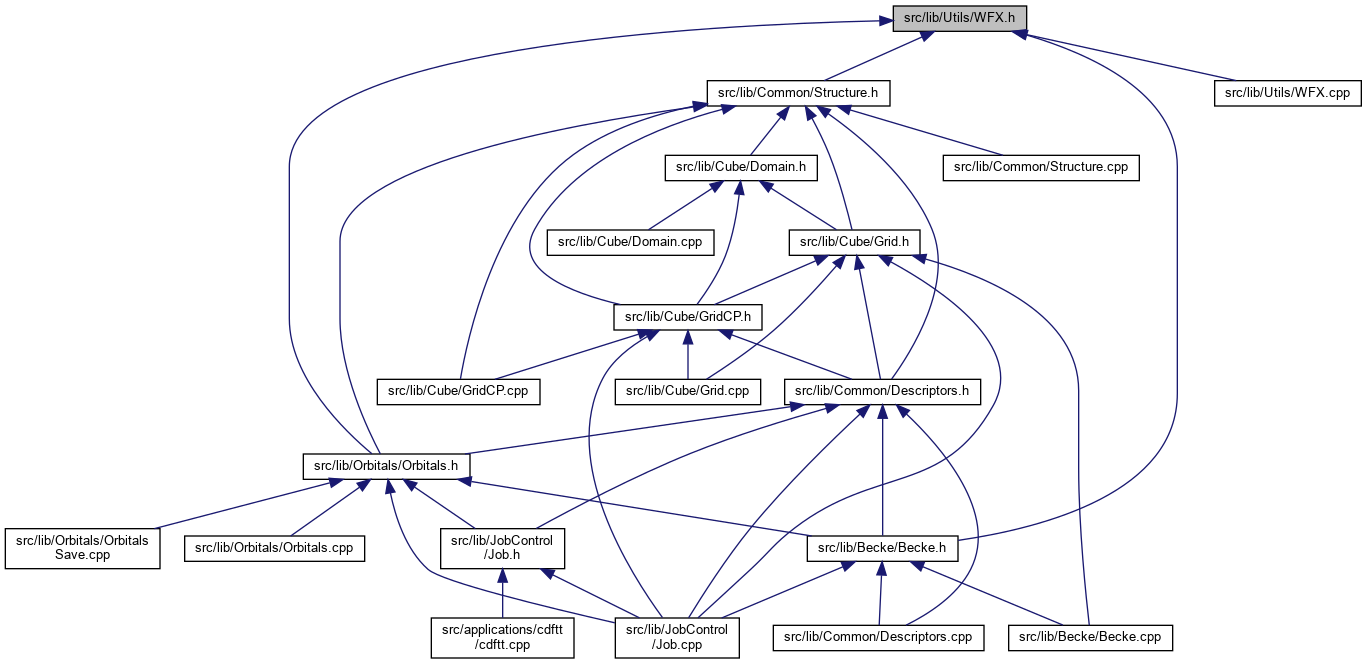 src/lib/Utils/WFX.h
src/lib/Common/Structure.h
src/lib/Utils/WFX.cpp
src/lib/Cube/Domain.h
src/lib/Common/Structure.cpp
src/lib/Cube/Domain.cpp
src/lib/Cube/Grid.h
src/lib/Cube/GridCP.h
src/lib/Cube/GridCP.cpp
src/lib/Cube/Grid.cpp
src/lib/Common/Descriptors.h
src/lib/Orbitals/Orbitals.h
src/lib/Orbitals/Orbitals
Save.cpp
src/lib/Orbitals/Orbitals.cpp
src/lib/JobControl
/Job.h
src/lib/Becke/Becke.h
src/applications/cdftt
/cdftt.cpp
src/lib/JobControl
/Job.cpp
src/lib/Common/Descriptors.cpp
src/lib/Becke/Becke.cpp